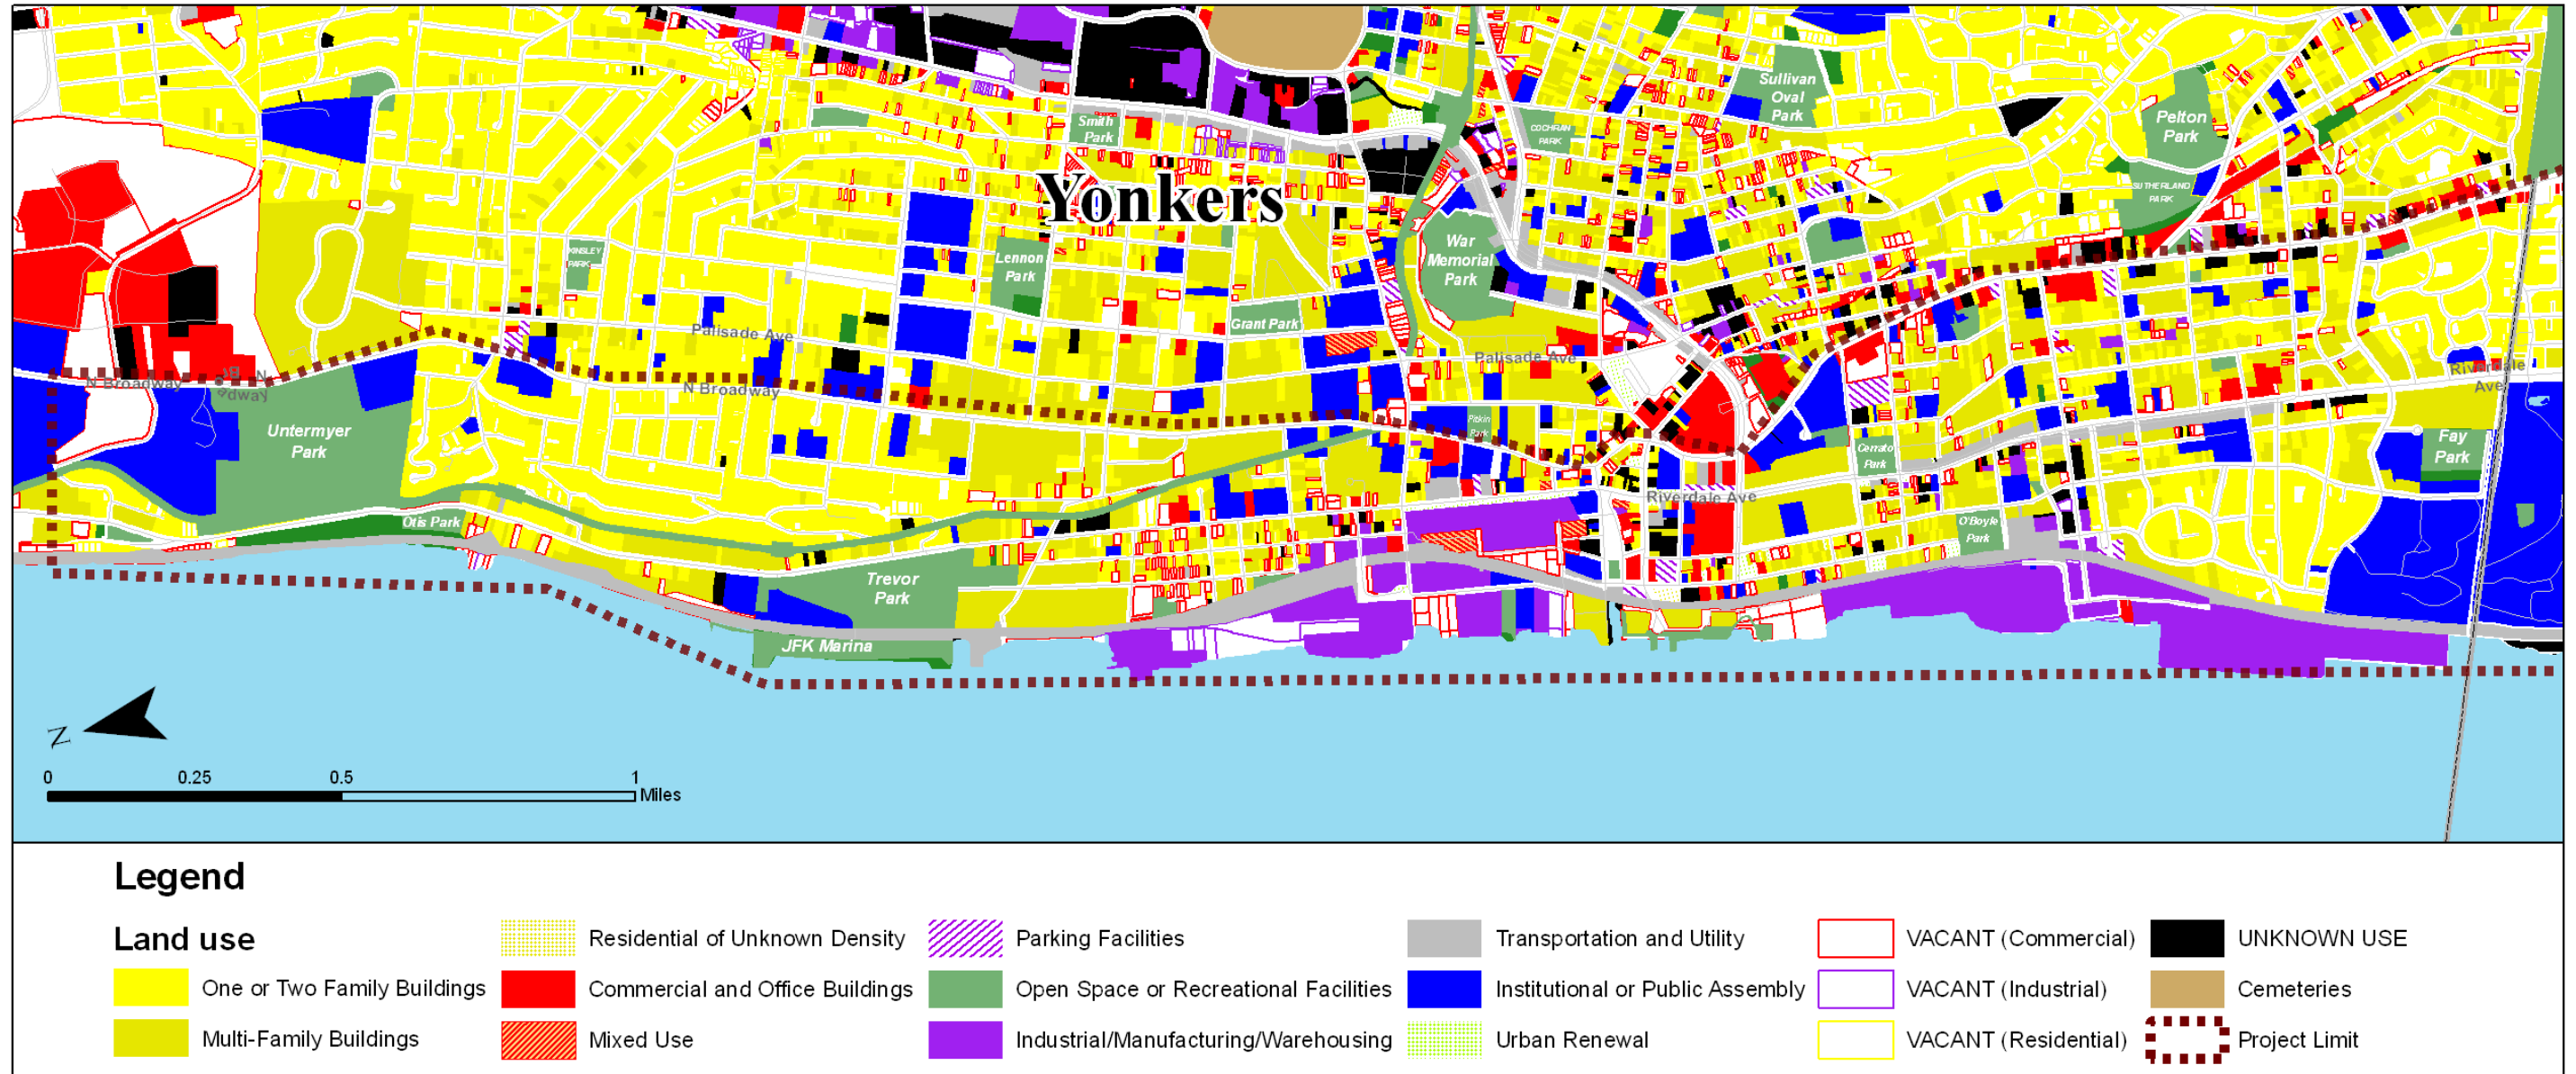 Sullivan
Oval
Park
Pelton
Park
Smith
Park
COCHRAN
PARK
SUTHERLAND
PARK
Yonkers
War
Memorial
Park
KINSLEY
PARK
Lennon
Park
Grant Park
Palisade Ave
Palisade Ave
N Broadway
N Broadway
Riverdale
Ave
Pitkin
Park
Untermyer
Park
Fay
Park
Cerrato
Park
Riverdale Ave
Otis Park
O'Boyle
Park
Trevor
Park
JFK Marina
N
0 0.25 0.5 1
Miles
Legend
Land use
One or Two Family Buildings
Multi-Family Buildings
Residential of Unknown Density
Commercial and Office Buildings
Mixed Use
Parking Facilities
Open Space or Recreational Facilities
Industrial/Manufacturing/Warehousing
Transportation and Utility
Institutional or Public Assembly
Urban Renewal
VACANT (Commercial)
VACANT (Industrial)
VACANT (Residential)
UNKNOWN USE
Cemeteries
Project Limit